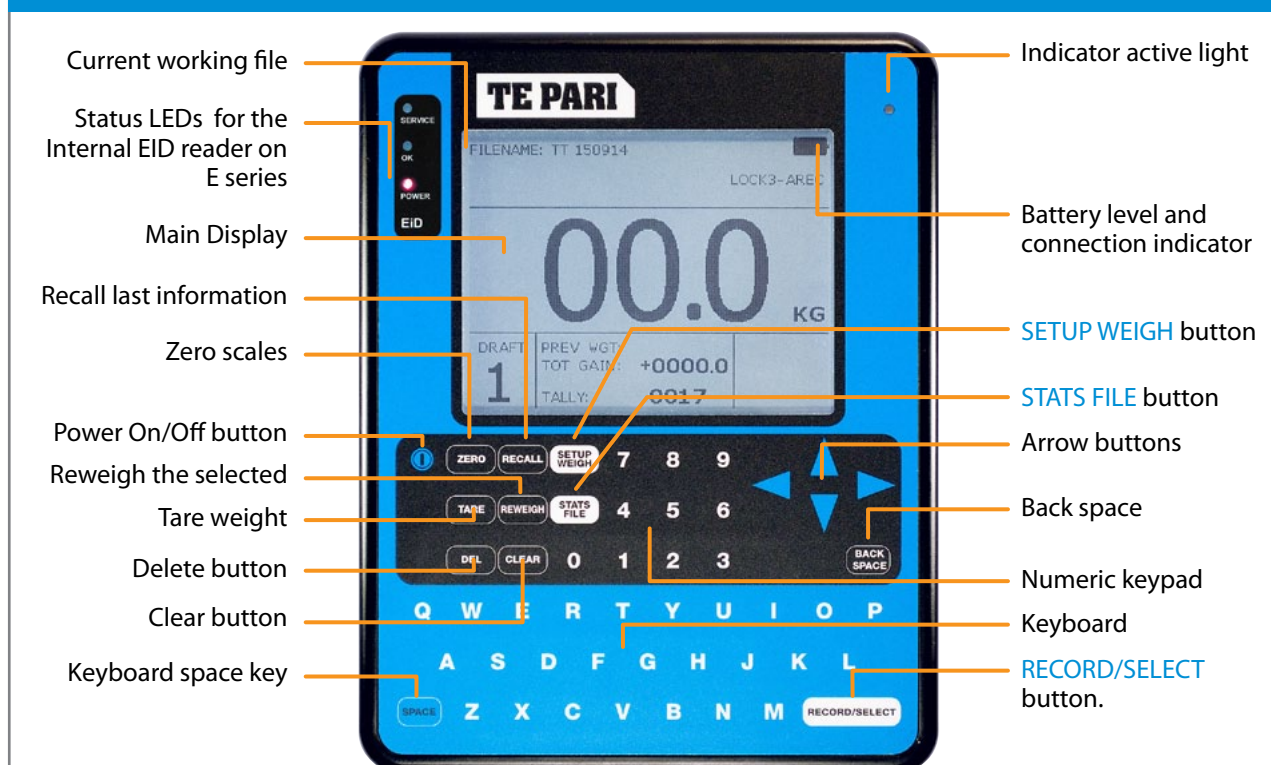 Current working file
Status LEDs for the
Internal EID reader on
E series
Main Display
Recall last information
Zero scales
Power On/Off button
Reweigh the selected
Tare weight
Delete button
Clear button
Keyboard space key
TE PARI
SERVICE
OK
POWER
EiD
FILENAME: TT 150914
LOCK3-AREC
00.0
KG
DRAFT
1
PREV WGT:
TOT GAIN: +0000.0
TALLY: 0017
ZERO RECALL SETUP WEIGH 7 8 9
TARE REWEIGH STATS FILE 4 5 6
DEL CLEAR 0 1 2 3
BACK
SPACE
Q W E R T Y U I O P
A S D F G H J K L
SPACE Z X C V B N M RECORD/SELECT
Indicator active light
Battery level and
connection indicator
SETUP WEIGH button
STATS FILE button
Arrow buttons
Back space
Numeric keypad
Keyboard
RECORD/SELECT
button.